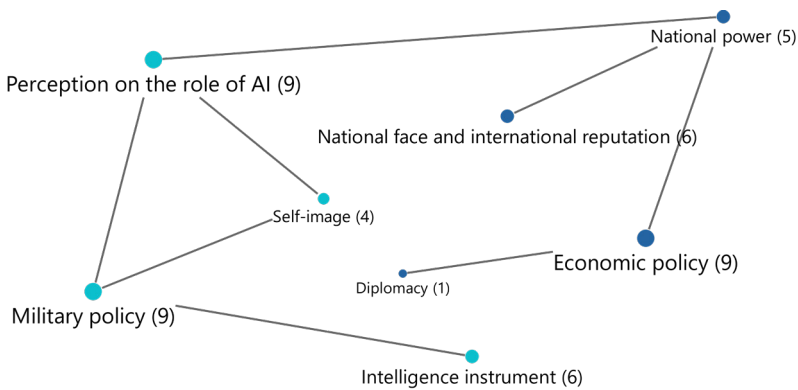 National power (5)
Perception on the role of AI (9)
National face and international reputation (6)
Self-image (4)
Economic policy (9)
Diplomacy (1)
Military policy (9)
Intelligence instrument (6)